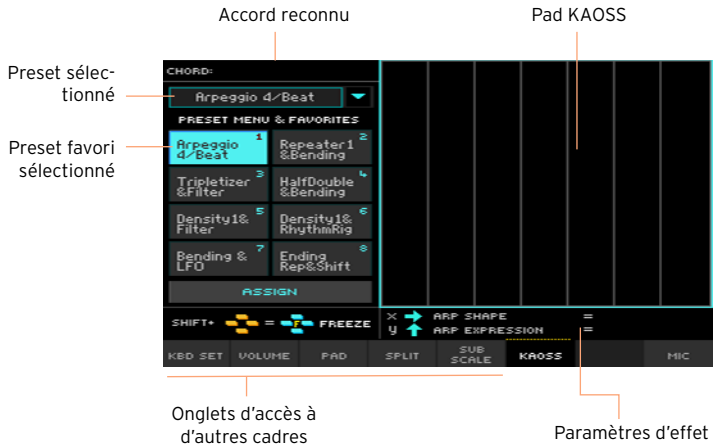 Accord reconnu
Pad KAOSS
Preset sélec-
tionné
Preset favori
sélectionné
CHORD:
Arpeggio 4/Beat
PRESET MENU & FAVORITES
Arpeggio 4/Beat 1
Repeater1 &Bending 2
Tripletizer &Filter 3
HalfDouble &Bending 4
Density1& Filter 5
Density1& RhythmRig 6
Bending & LFO 7
Ending Rep&Shift 8
ASSIGN
SHIFT+ = F FREEZE
X ARP SHAPE =
y ARP EXPRESSION =
KBD SET VOLUME PAD SPLIT SUB SCALE KAOSS MIC
Onglets d'accès à
d'autres cadres
Paramètres d'effet